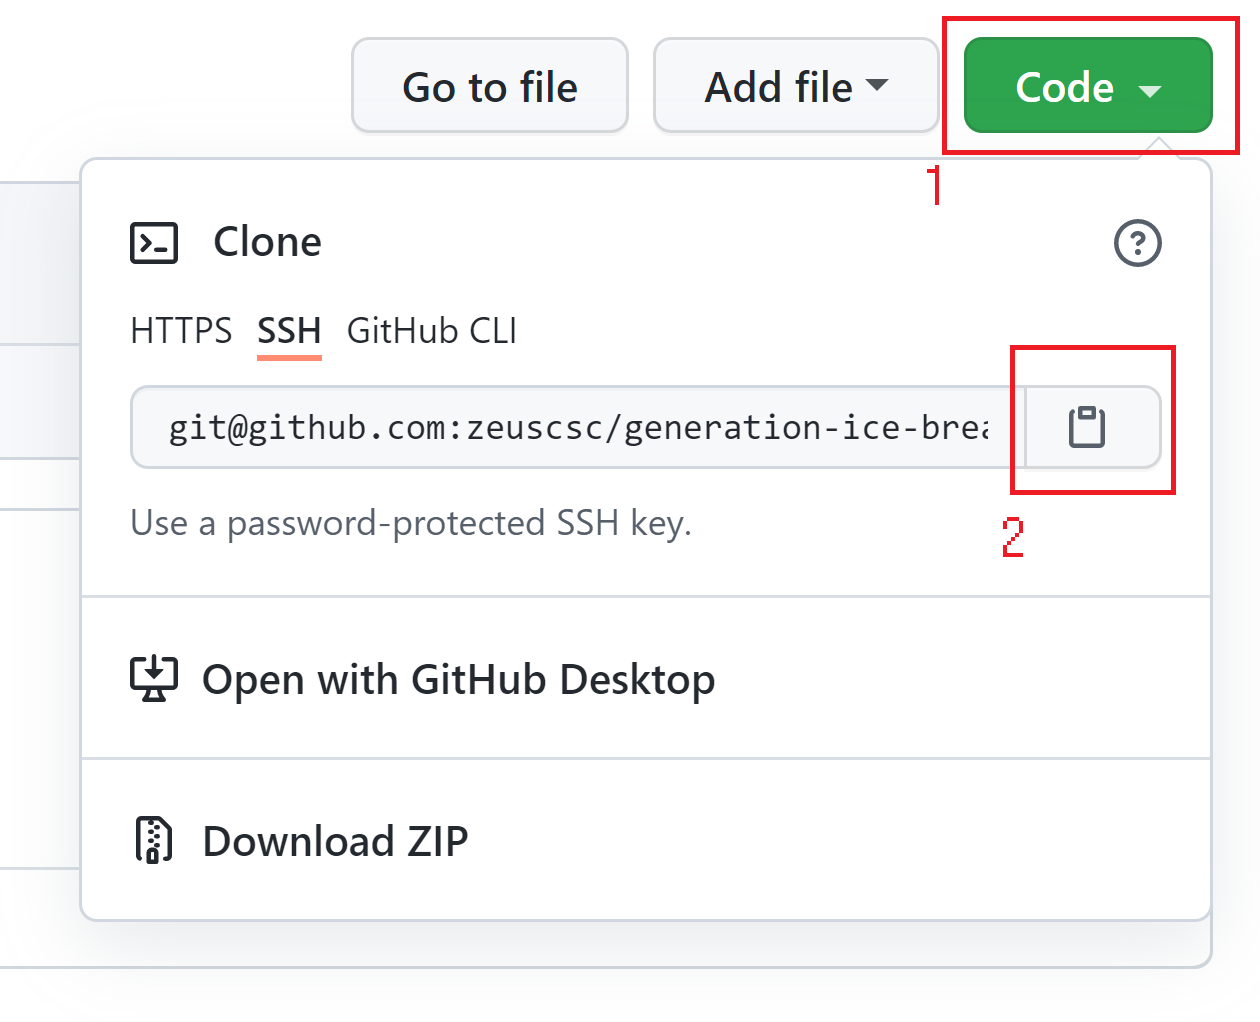 Go to file Add file Code
1
Clone
HTTPS SSH GitHub CLI
git@github.com:zeuscsc/generation-ice-brea
2
Use a password-protected SSH key.
Open with GitHub Desktop
Download ZIP